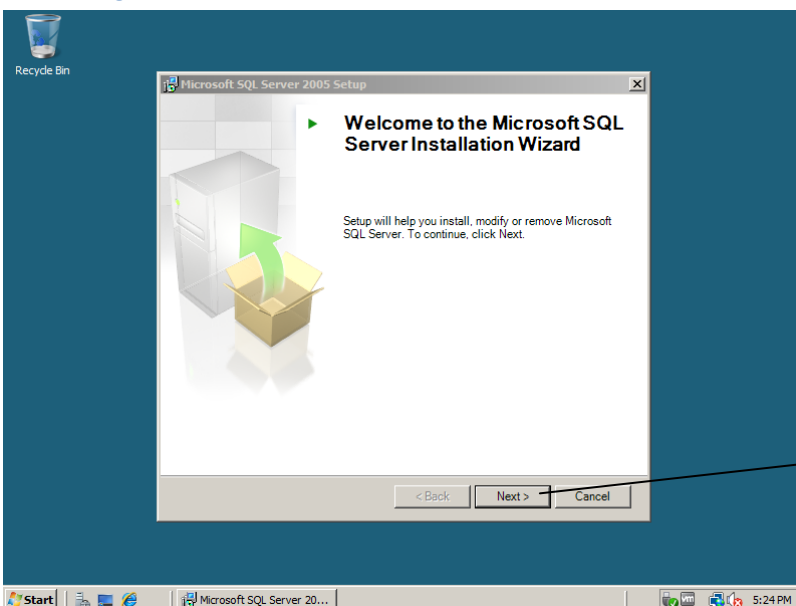 Recycle Bin
Microsoft SQL Server 2005 Setup
Welcome to the Microsoft SQL
Server Installation Wizard
Setup will help you install, modify or remove Microsoft
SQL Server. To continue, click Next.
< Back
Next >
Cancel
Start
Microsoft SQL Server 20...
vm
5:24 PM